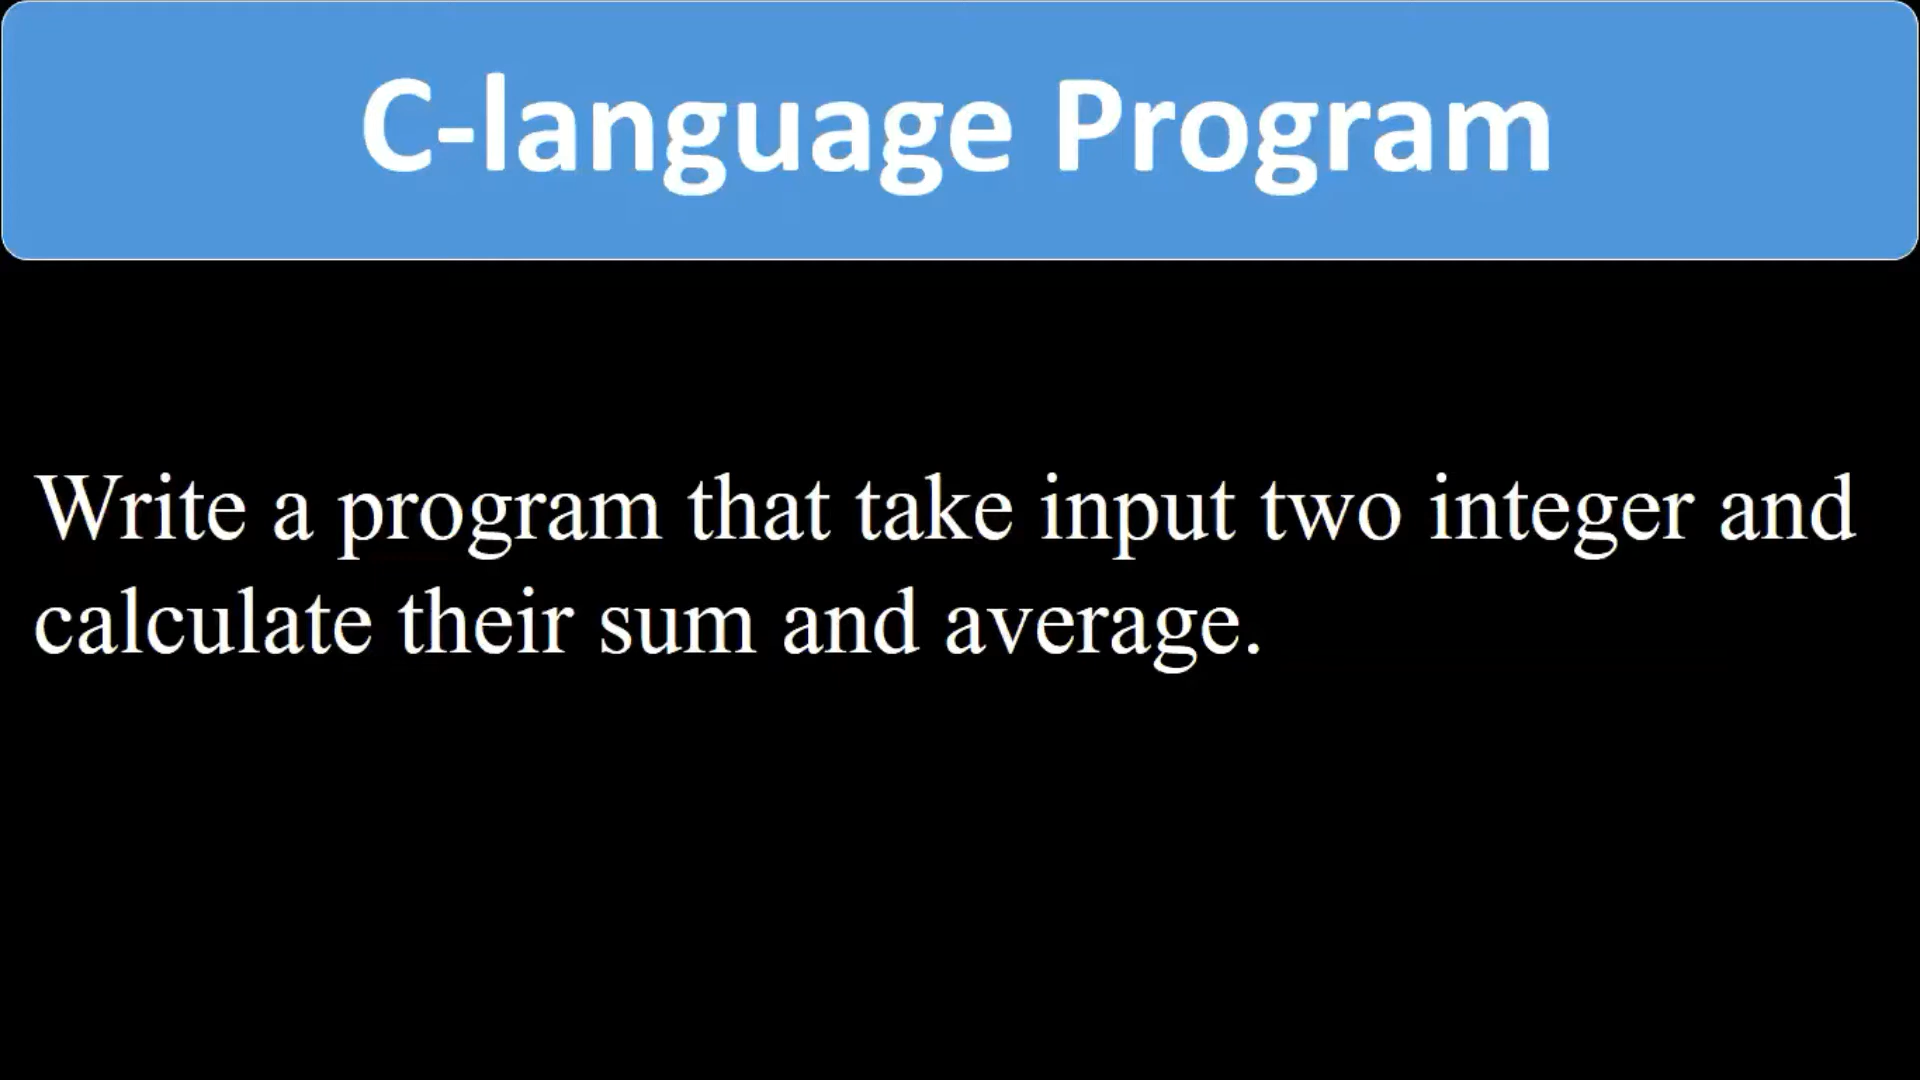 C-language Program
Write a program that take input two integer and
calculate their sum and average.